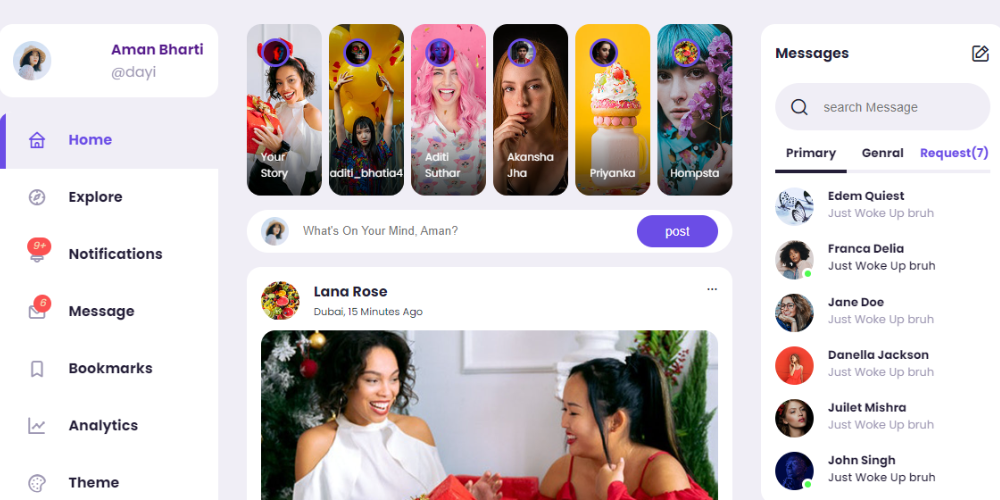 Aman Bharti
@dayi
Home
Explore
9+
Notifications
6
Message
Bookmarks
Analytics
Theme
Your
Story
aditi_bhatia4
Aditi
Suthar
Akansha
Jha
Priyanka
Hompsta
What's On Your Mind, Aman?
post
Lana Rose
...
Dubai, 15 Minutes Ago
Messages
search Message
Primary Genral Request(7)
Edem Quiest
Just Woke Up bruh
Franca Delia
Just Woke Up bruh
Jane Doe
Just Woke Up bruh
Danella Jackson
Just Woke Up bruh
Juilet Mishra
Just Woke Up bruh
John Singh
Just Woke Up bruh